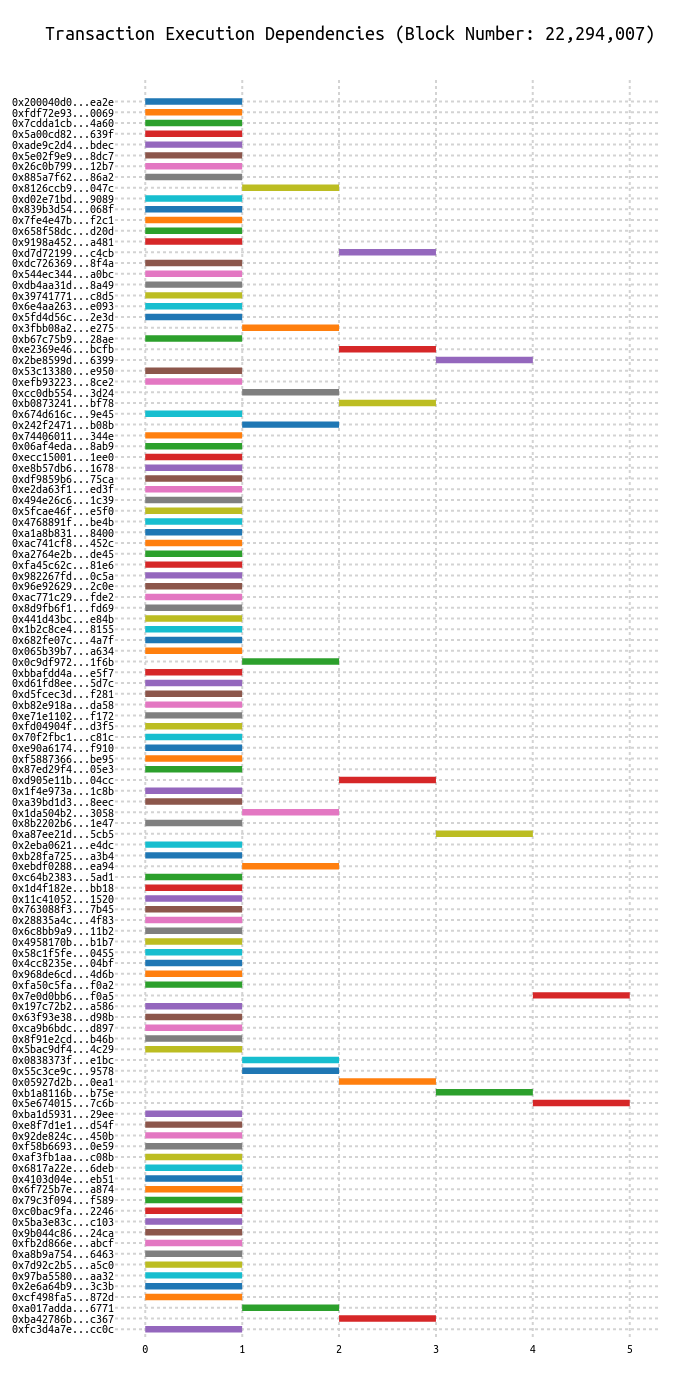 Transaction Execution Dependencies (Block Number: 22,294,007)
0x200040d0...ea2e
0xfdf72e93...0069
0x7cdda1cb...4a60
0x5a00cd82...639f
0xade9c2d4...bdec
0x5e02f9e9...8dc7
0x26c0b799...12b7
0x885a7f62...86a2
0x8126ccb9...047c
0xd02e71bd...9089
0x839b3d54...068f
0x7fe4e47b...f2c1
0x658f58dc...d20d
0x9198a452...a481
0xd7d72199...c4cb
0xdc726369...8f4a
0x544ec344...a0bc
0xdb4aa31d...8a49
0x39741771...c8d5
0x6e4aa263...e093
0x5fd4d56c...2e3d
0x3fbb08a2...e275
0xb67c75b9...28ae
0xe2369e46...bcfb
0x2be8599d...6399
0x53c13380...e950
0xefb93223...8ce2
0xcc0db554...3d24
0xb0873241...bf78
0x674d616c...9e45
0x242f2471...b08b
0x74406011...344e
0x06af4eda...8ab9
0xecc15001...1ee0
0xe8b57db6...1678
0xdf9859b6...75ca
0xe2da63f1...ed3f
0x494e26c6...1c39
0x5fcae46f...e5f0
0x4768891f...be4b
0xa1a8b831...8400
0xac741cf8...452c
0xa2764e2b...de45
0xfa45c62c...81e6
0x982267fd...0c5a
0x96e92629...2c0e
0xac771c29...fde2
0x8d9fb6f1...fd69
0x441d43bc...e84b
0x1b2c8ce4...8155
0x682fe07c...4a7f
0x065b39b7...a634
0x0c9df972...1f6b
0xbbafdd4a...e5f7
0xd61fd8ee...5d7c
0xd5fcec3d...f281
0xb82e918a...da58
0xe71e1102...f172
0xfd04904f...d3f5
0x70f2fbc1...c81c
0xe90a6174...f910
0xf5887366...be95
0x87ed29f4...05e3
0xd905e11b...04cc
0x1f4e973a...1c8b
0xa39bd1d3...8eec
0x1da504b2...3058
0x8b2202b6...1e47
0xa87ee21d...5cb5
0x2eba0621...e4dc
0xb28fa725...a3b4
0xebdf0288...ea94
0xc64b2383...5ad1
0x1d4f182e...bb18
0x11c41052...1520
0x763088f3...7b45
0x28835a4c...4f83
0x6c8bb9a9...11b2
0x4958170b...b1b7
0x58c1f5fe...0455
0x4cc8235e...04bf
0x968de6cd...4d6b
0xfa50c5fa...f0a2
0x7e0d0bb6...f0a5
0x197c72b2...a586
0x63f93e38...d98b
0xca9b6bdc...d897
0x8f91e2cd...b46b
0x5bac9df4...4c29
0x0838373f...e1bc
0x55c3ce9c...9578
0x05927d2b...0ea1
0xb1a8116b...b75e
0x5e674015...7c6b
0xba1d5931...29ee
0xe8f7d1e1...d54f
0x92de824c...450b
0xf58b6693...0e59
0xaf3fb1aa...c08b
0x6817a22e...6deb
0x4103d04e...eb51
0x6f725b7e...a874
0x79c3f094...f589
0xc0bac9fa...2246
0x5ba3e83c...c103
0x9b044c86...24ca
0xfb2d866e...abcf
0xa8b9a754...6463
0x7d92c2b5...a5c0
0x97ba5580...aa32
0x2e6a64b9...3c3b
0xcf498fa5...872d
0xa017adda...6771
0xba42786b...c367
0xfc3d4a7e...cc0c
0 1 2 3 4 5